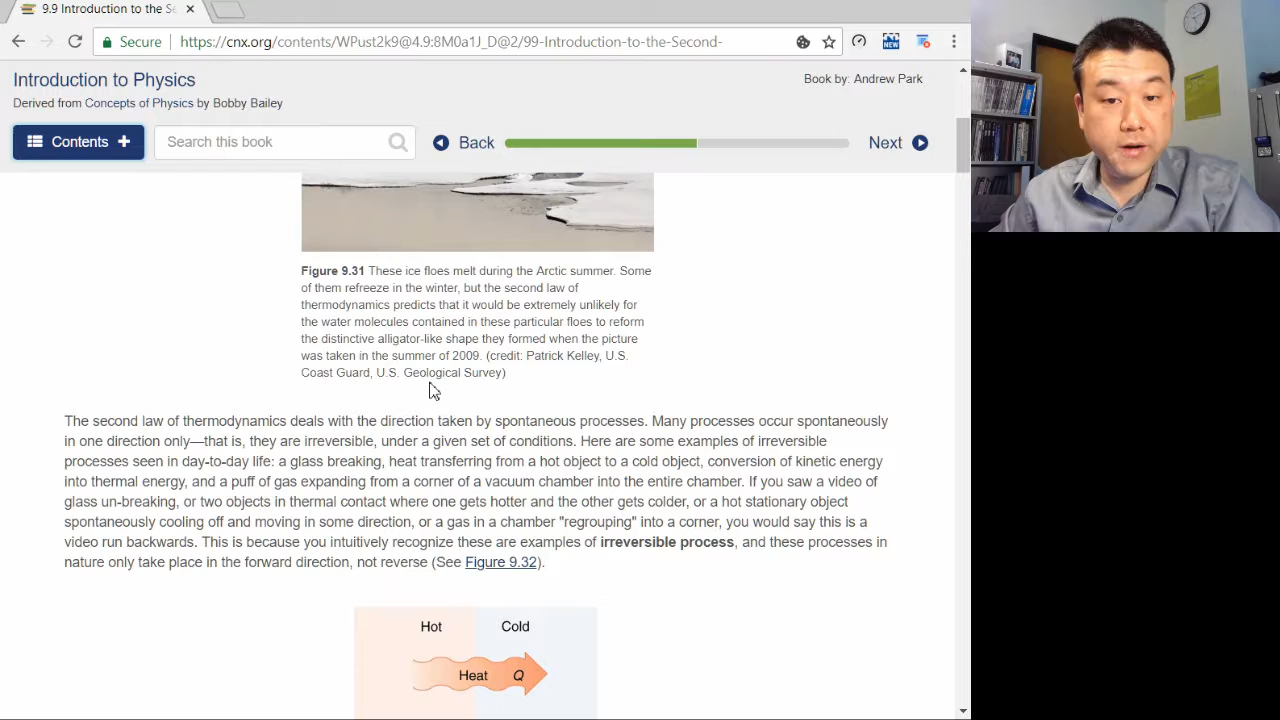 9.9 Introduction to the Se
Secure
https://cnx.org/contents/WPust2k9@4.9:8M0a1J_D@2/99-Introduction-to-the-Second-
NEW
Introduction to Physics
Book by: Andrew Park
Derived from Concepts of Physics by Bobby Bailey
Contents
Search this book
Back
Next
Figure 9.31 These ice floes melt during the Arctic summer. Some
of them refreeze in the winter, but the second law of
thermodynamics predicts that it would be extremely unlikely for
the water molecules contained in these particular floes to reform
the distinctive alligator-like shape they formed when the picture
was taken in the summer of 2009. (credit: Patrick Kelley, U.S.
Coast Guard, U.S. Geological Survey)
The second law of thermodynamics deals with the direction taken by spontaneous processes. Many processes occur spontaneously
in one direction only—that is, they are irreversible, under a given set of conditions. Here are some examples of irreversible
processes seen in day-to-day life: a glass breaking, heat transferring from a hot object to a cold object, conversion of kinetic energy
into thermal energy, and a puff of gas expanding from a corner of a vacuum chamber into the entire chamber. If you saw a video of
glass un-breaking, or two objects in thermal contact where one gets hotter and the other gets colder, or a hot stationary object
spontaneously cooling off and moving in some direction, or a gas in a chamber "regrouping" into a corner, you would say this is a
video run backwards. This is because you intuitively recognize these are examples of irreversible process, and these processes in
nature only take place in the forward direction, not reverse (See Figure 9.32).
Hot Cold
Heat Q